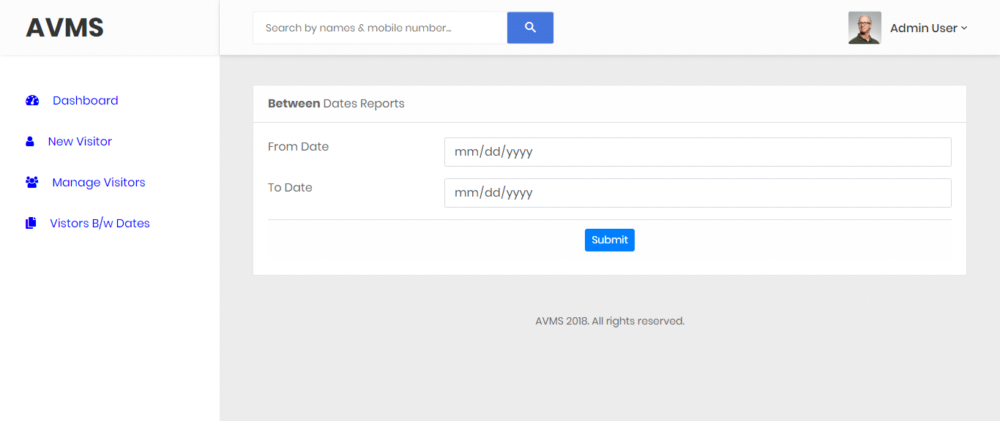 AVMS
Search by names & mobile number...
Admin User
Dashboard
New Visitor
Manage Visitors
Vistors B/w Dates
Between Dates Reports
From Date
mm/dd/yyyy
To Date
mm/dd/yyyy
Submit
AVMS 2018. All rights reserved.